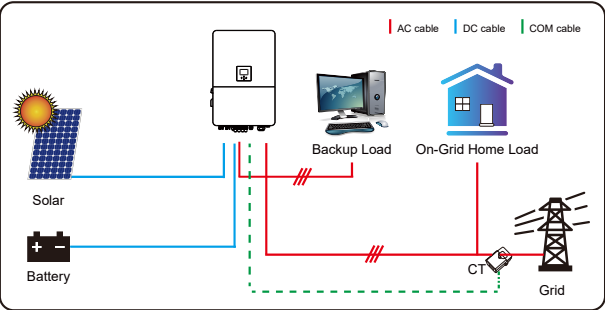 AC cable
DC cable
COM cable
Backup Load
On-Grid Home Load
Solar
Battery
CT
Grid